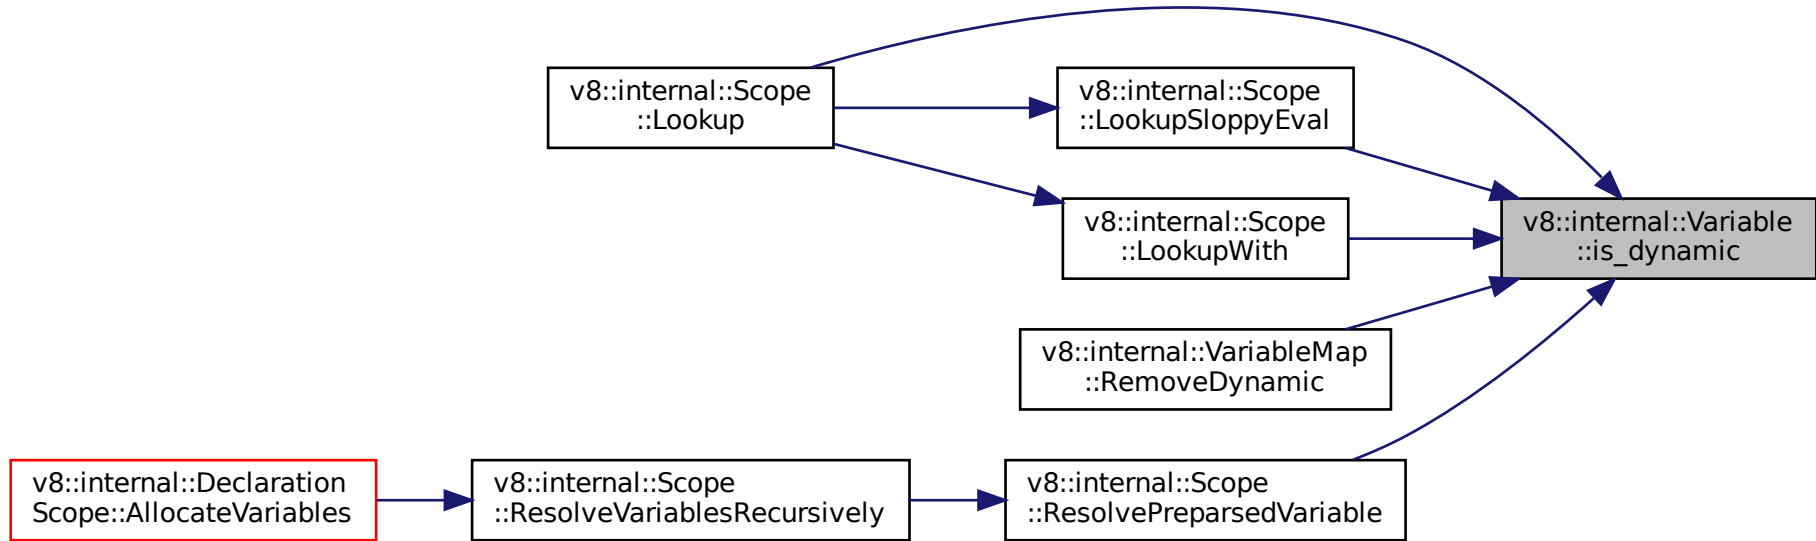 v8::internal::Scope
::Lookup
v8::internal::Scope
::LookupSloppyEval
v8::internal::Scope
::LookupWith
v8::internal::Variable
::is_dynamic
v8::internal::VariableMap
::RemoveDynamic
v8::internal::Declaration
Scope::AllocateVariables
v8::internal::Scope
::ResolveVariablesRecursively
v8::internal::Scope
::ResolvePreparsedVariable